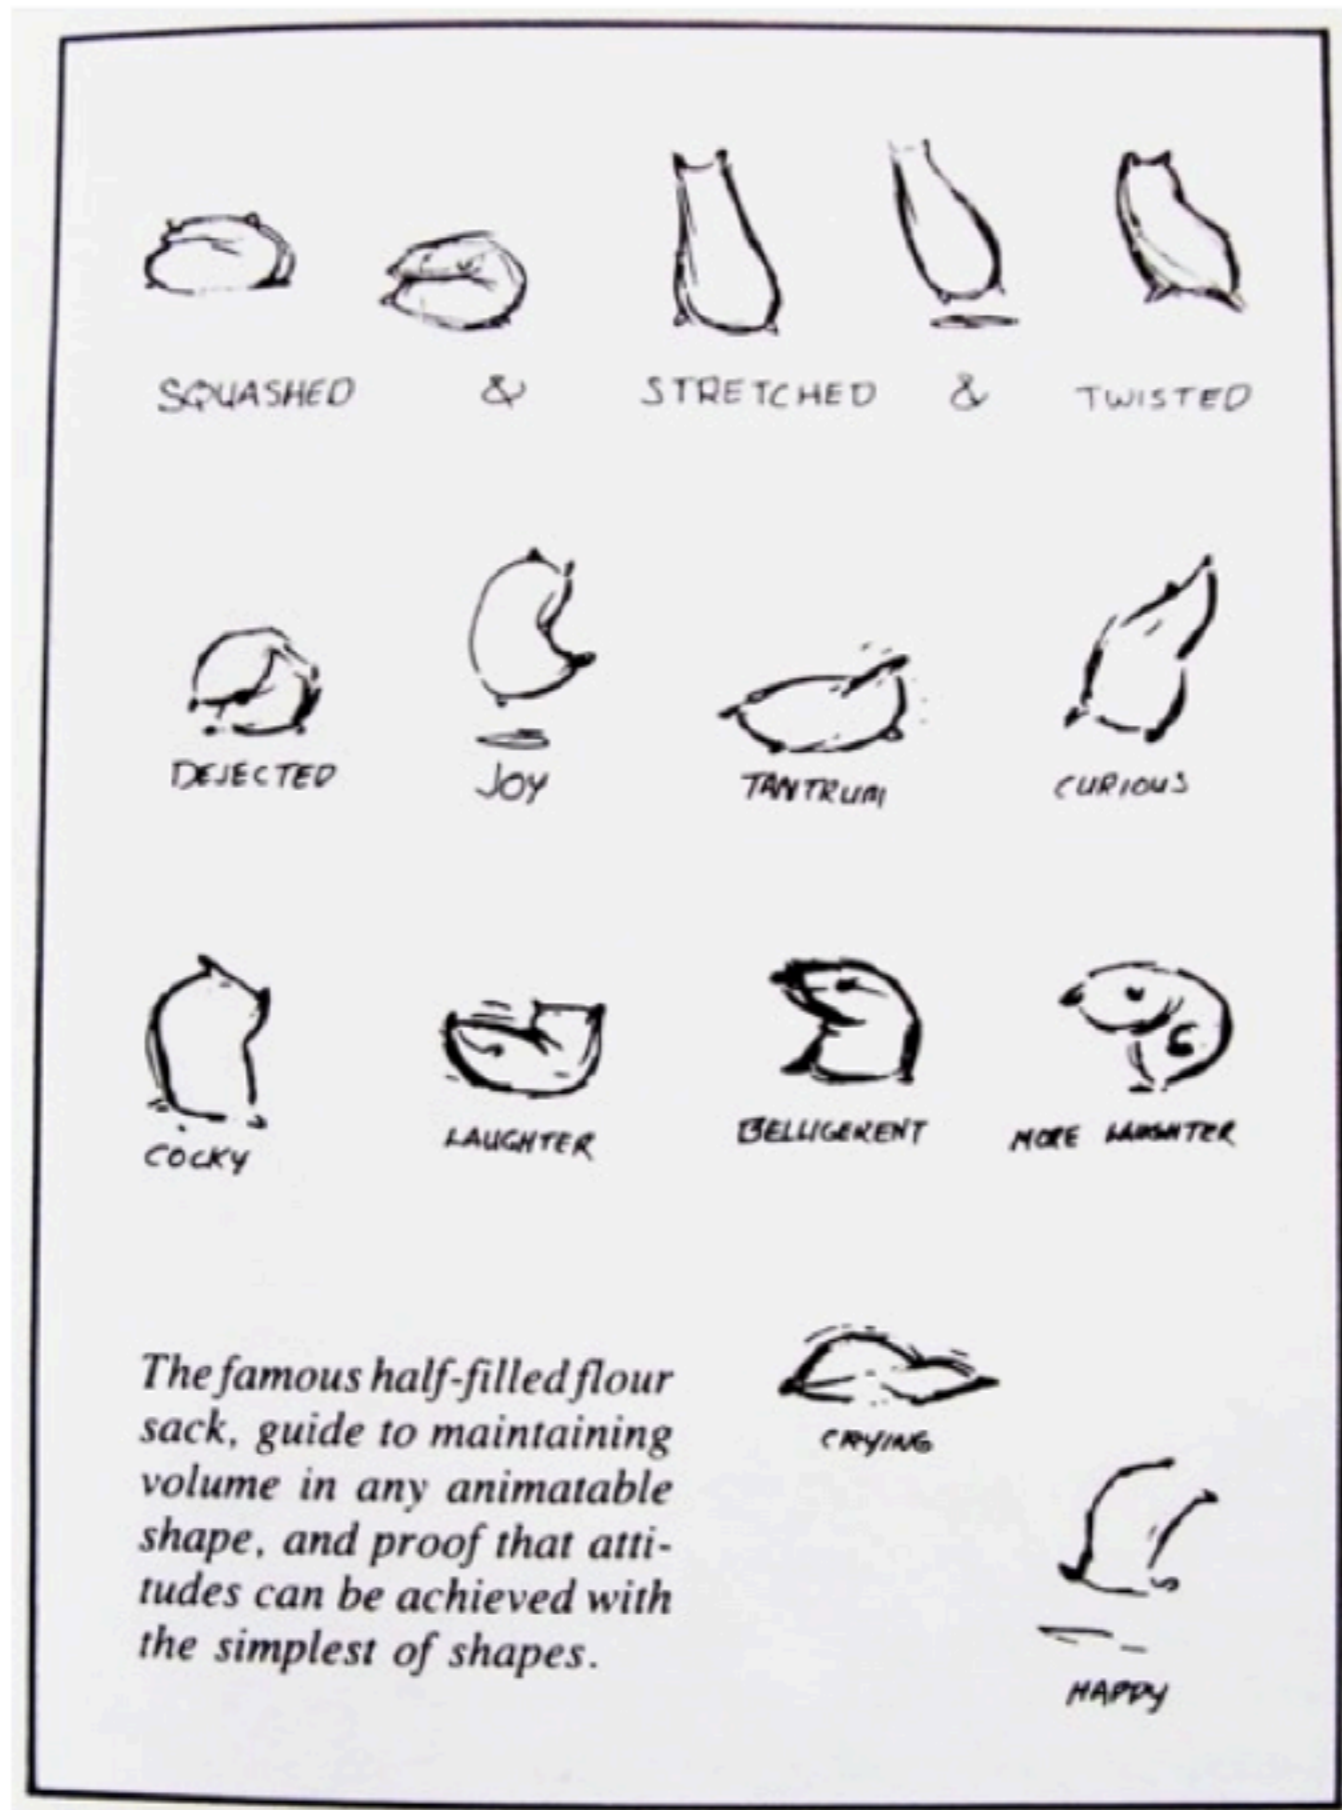 SQUASHED & STRETCHED & TWISTED
DEJECTED JOY TANTRUM CURIOUS
COCKY LAUGHTER BELLIGERENT MORE LAUGHTER
CRYING
HAPPY
The famous half-filled flour
sack, guide to maintaining
volume in any animatable
shape, and proof that atti-
tudes can be achieved with
the simplest of shapes.